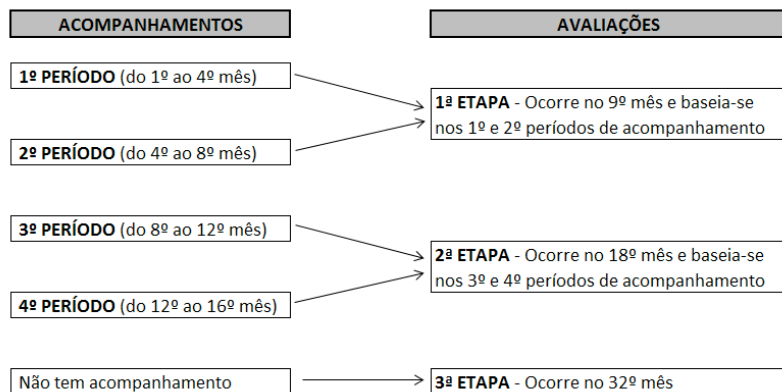 ACOMPANHAMENTOS
AVALIAÇÕES
1º PERÍODO (do 1º ao 4º mês)
1ª ETAPA - Ocorre no 9º mês e baseia-se
nos 1º e 2º períodos de acompanhamento
2º PERÍODO (do 4º ao 8º mês)
3º PERÍODO (do 8º ao 12º mês)
2ª ETAPA - Ocorre no 18º mês e baseia-se
nos 3º e 4º períodos de acompanhamento
4º PERÍODO (do 12º ao 16º mês)
Não tem acompanhamento
3ª ETAPA - Ocorre no 32º mês